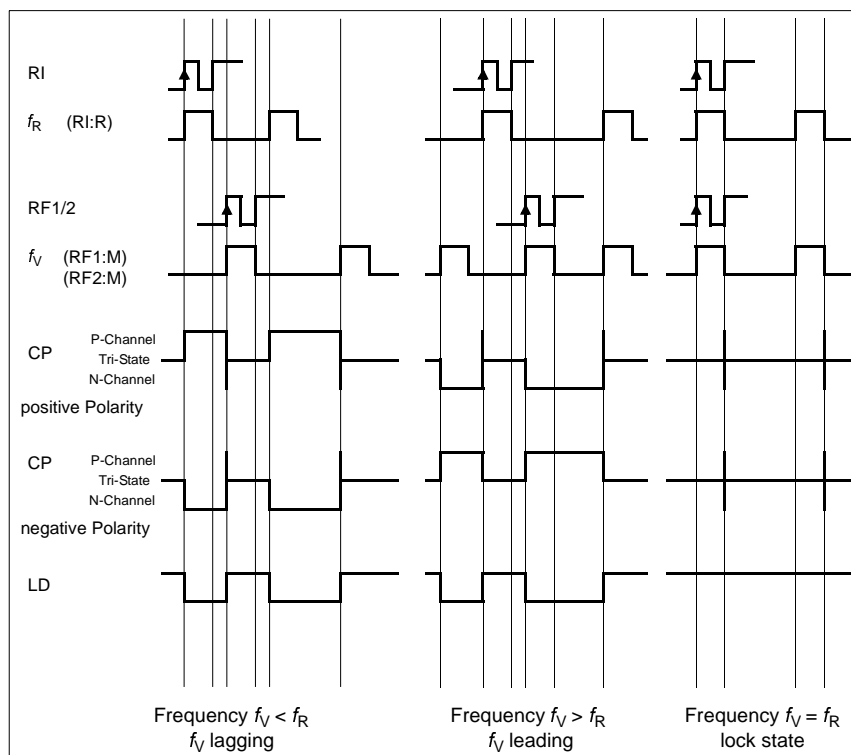 RI
fR (RI:R)
RF1/2
fV (RF1:M)
(RF2:M)
P-Channel
CP Tri-State
N-Channel
positive Polarity
P-Channel
CP Tri-State
N-Channel
negative Polarity
LD
Frequency fV < fR
fV lagging
Frequency fV > fR
fV leading
Frequency fV = fR
lock state